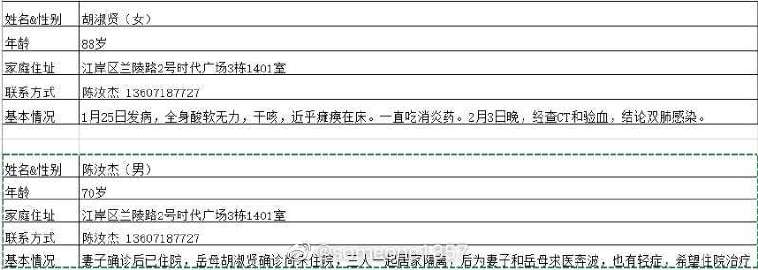 姓名&性别 胡淑贤（女）
年龄 88岁
家庭住址 江岸区兰陵路2号时代广场3栋1401室
联系方式 陈汝杰 13607187727
基本情况 1月25日发病，全身酸软无力，干咳，近乎瘫痪在床。一直吃消炎药。2月3日晚，经查CT和验血，结论双肺感染。
姓名&性别 陈汝杰（男）
年龄 70岁
家庭住址 江岸区兰陵路2号时代广场3栋1401室
联系方式 陈汝杰 13607187727
基本情况 妻子确诊后已住院，岳母胡淑贤确诊尚未住院，三人一起居家隔离，后为妻子和岳母求医奔波，也有轻症，希望住院治疗